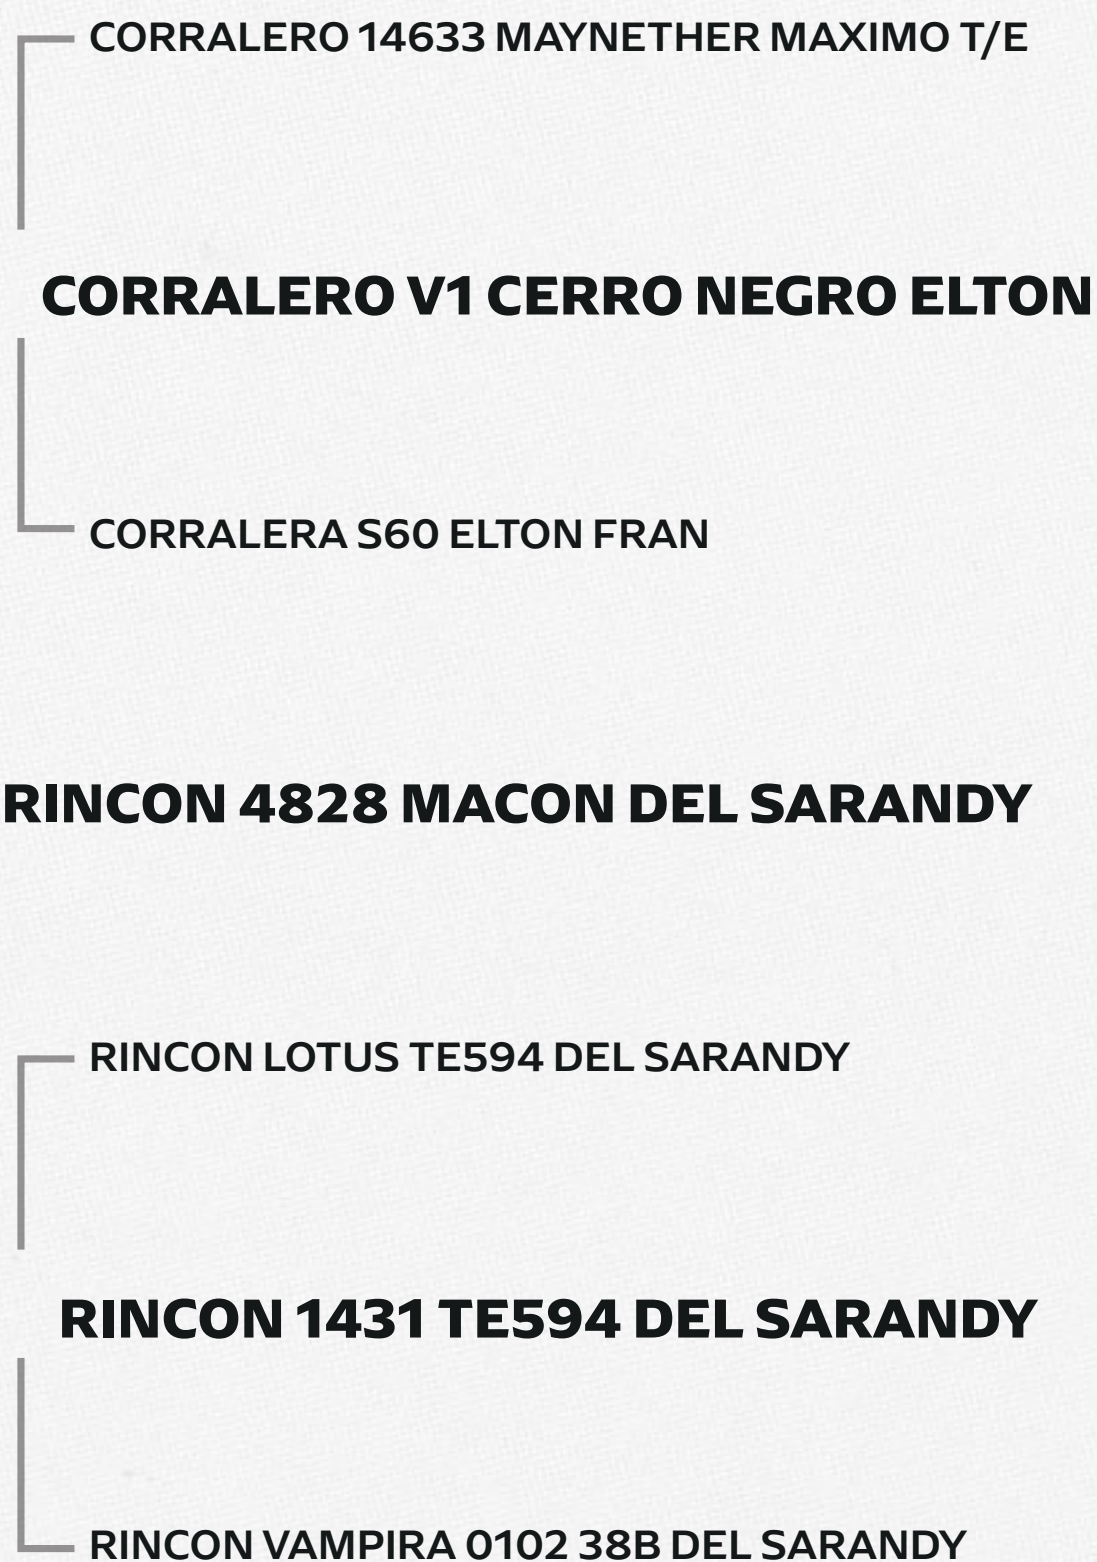 CORRALERO 14633 MAYNETHER MAXIMO T/E
CORRALERO V1 CERRO NEGRO ELTON
CORRALERA S60 ELTON FRAN
RINCON 4828 MACON DEL SARANDY
RINCON LOTUS TE594 DEL SARANDY
RINCON 1431 TE594 DEL SARANDY
RINCON VAMPIRA 0102 38B DEL SARANDY